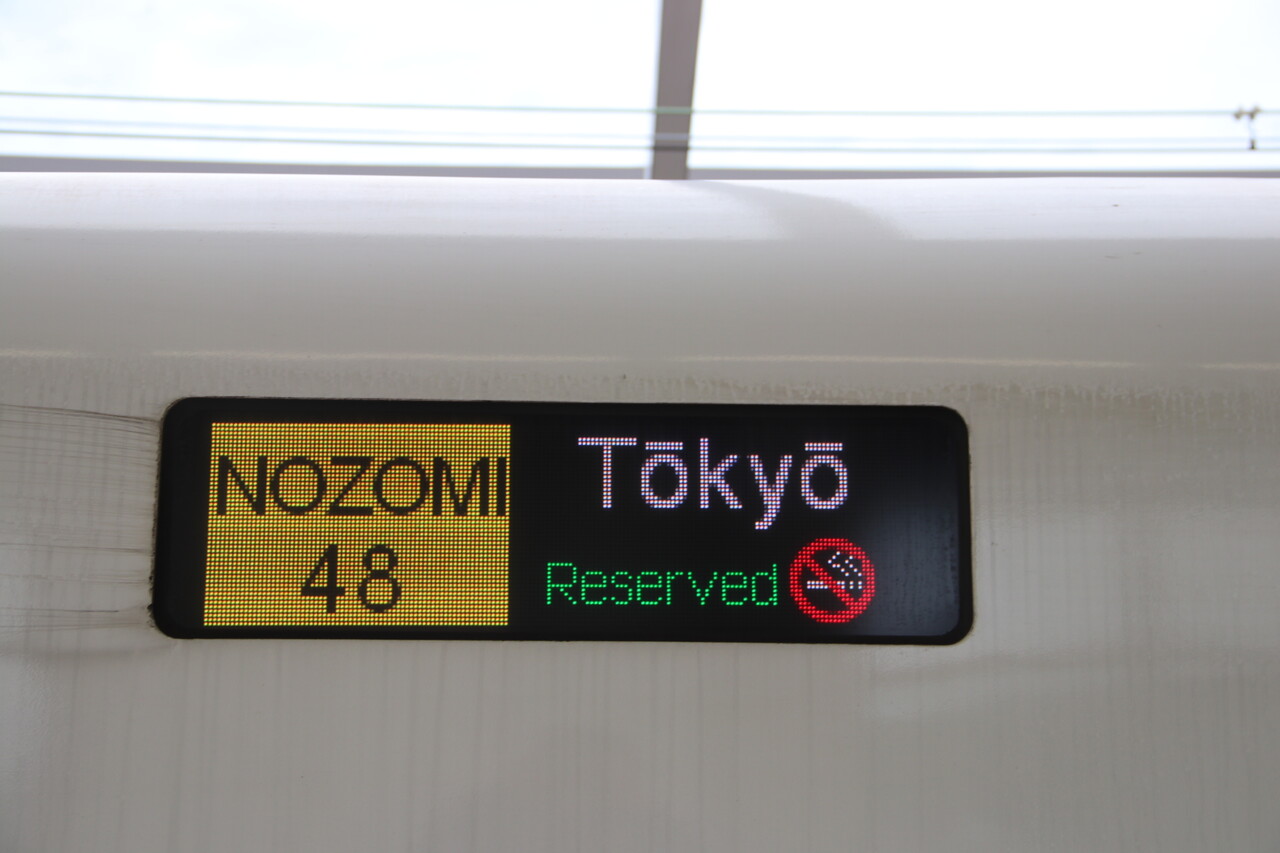 NOZOMI
48
Tōkyō
Reserved